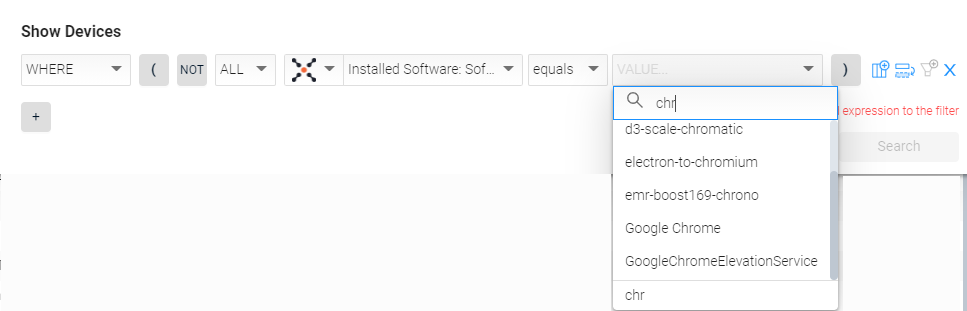 Show Devices
WHERE ( NOT ALL Installed Software: Sof... equals VALUE... )
+ chr expression to the filter
d3-scale-chromatic Search
electron-to-chromium
emr-boost169-chrono
Google Chrome
GoogleChromeElevationService
chr